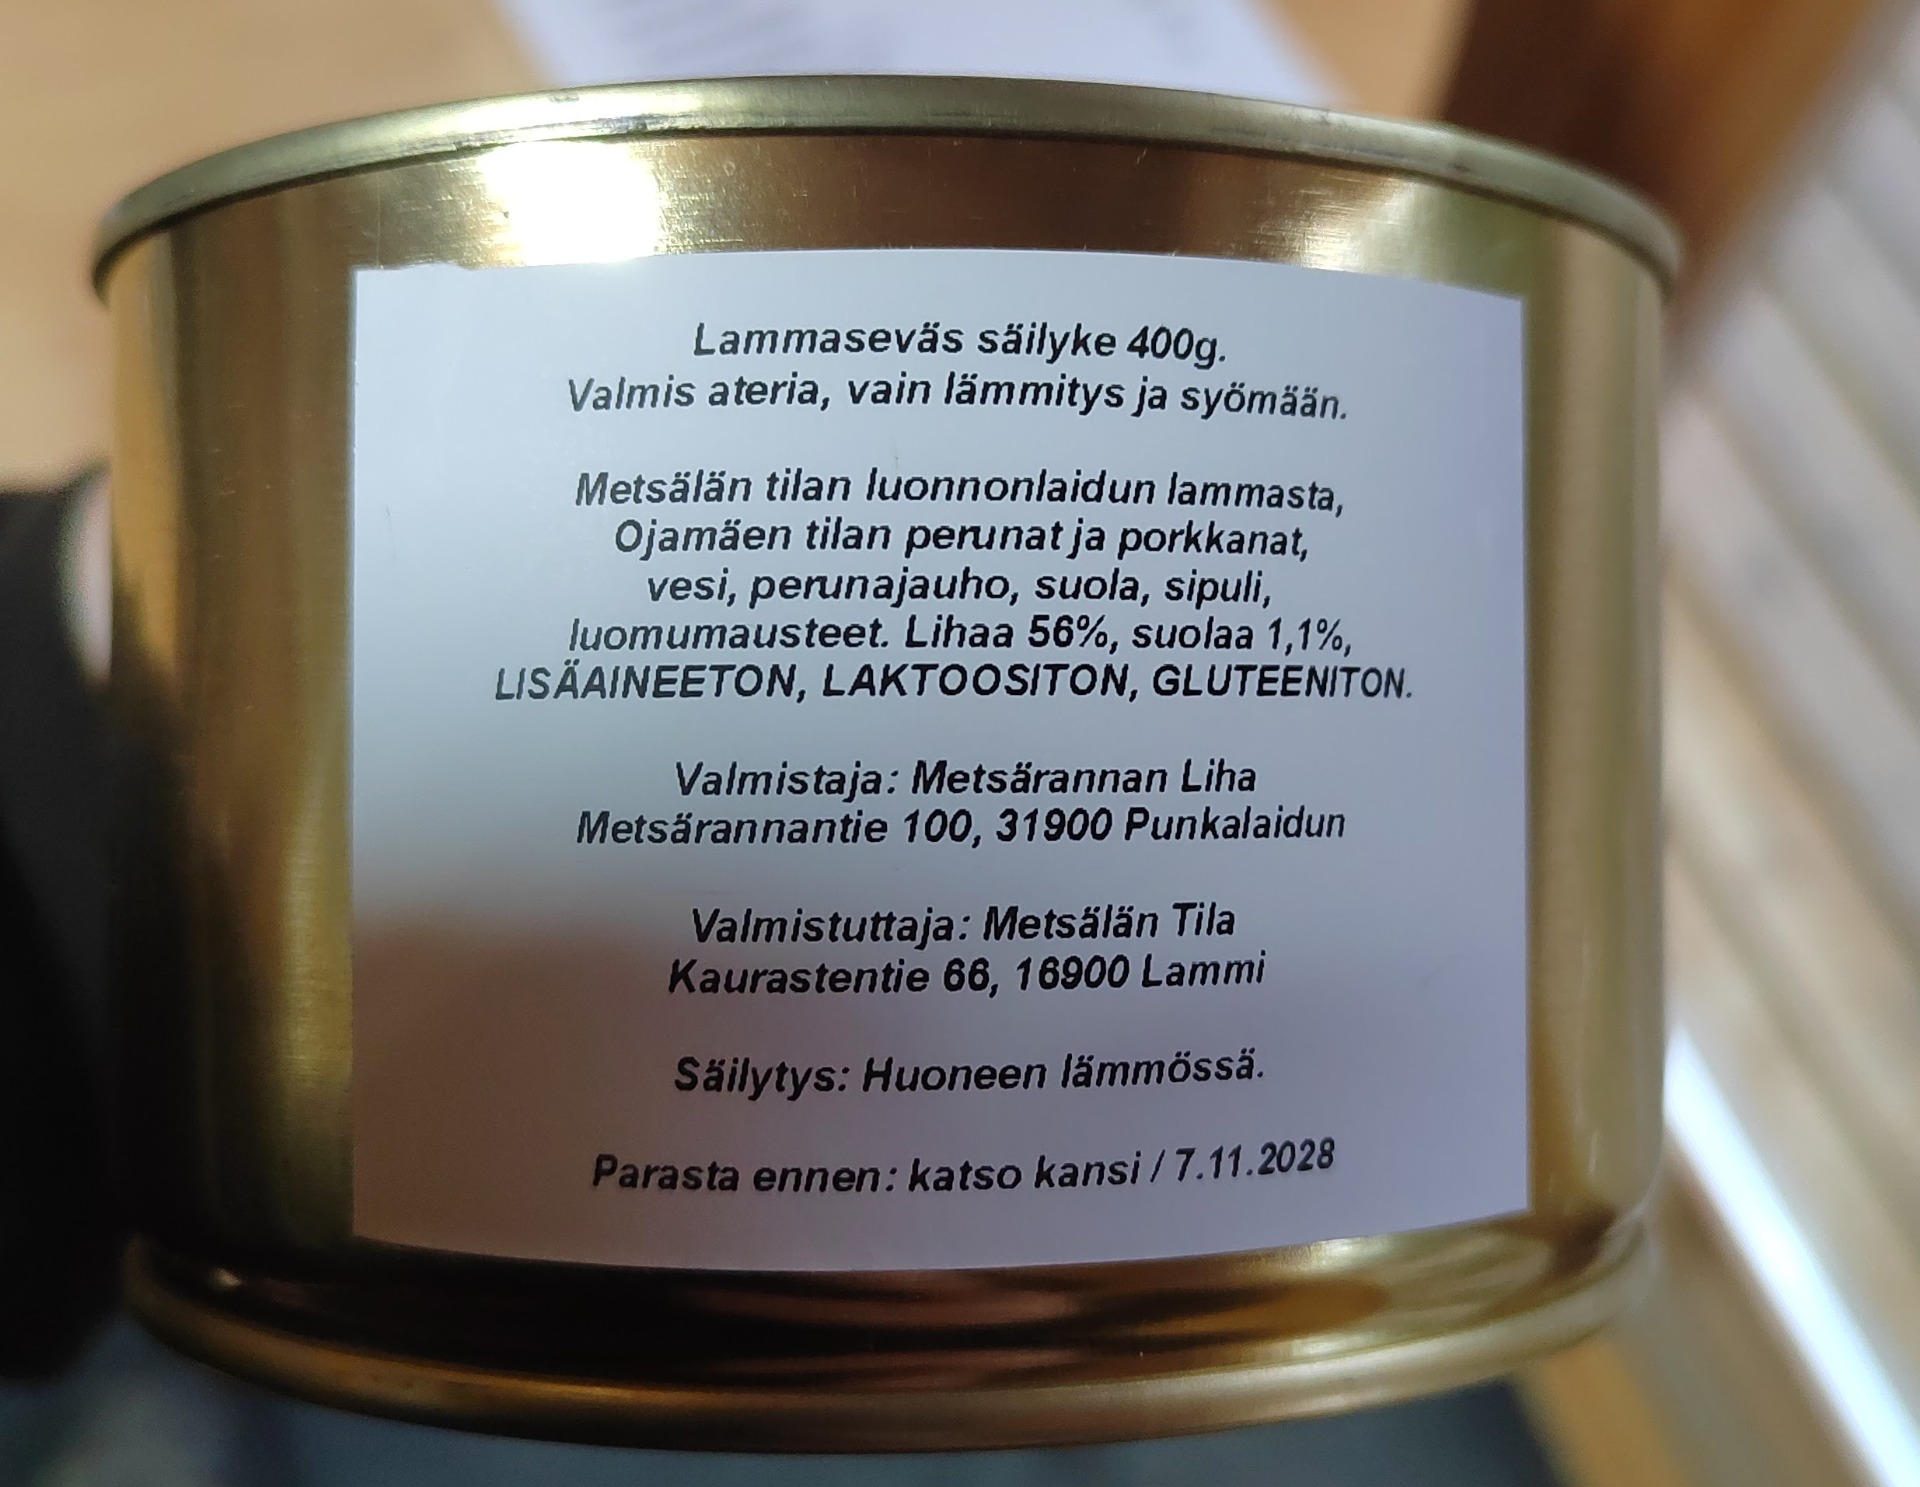 Lammaseväs säilyke 400g.
Valmis ateria, vain lämmitys ja syömään.
Metsälän tilan luonnonlaidun lammasta,
Ojamäen tilan perunat ja porkkanat,
vesi, perunajauho, suola, sipuli,
luomumausteet. Lihaa 56%, suolaa 1,1%,
LISÄAINEETON, LAKTOOSITON, GLUTEENITON.
Valmistaja: Metsärannan Liha
Metsärannantie 100, 31900 Punkalaidun
Valmistuttaja: Metsälän Tila
Kaurastentie 66, 16900 Lammi
Säilytys: Huoneen lämmössä.
Parasta ennen: katso kansi / 7.11.2028